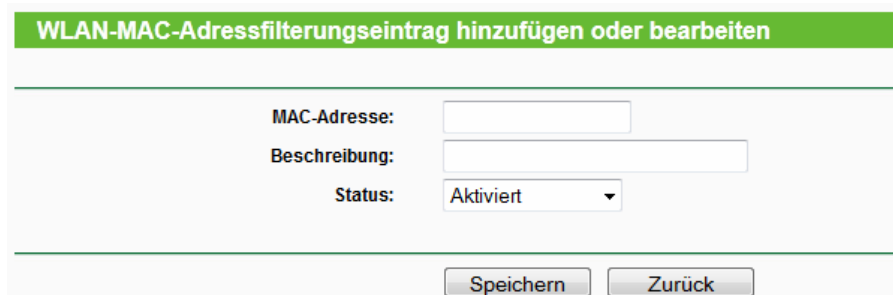 WLAN-MAC-Adressfilterungseintrag hinzufügen oder bearbeiten
MAC-Adresse:
Beschreibung:
Status: Aktiviert
Speichern Zurück